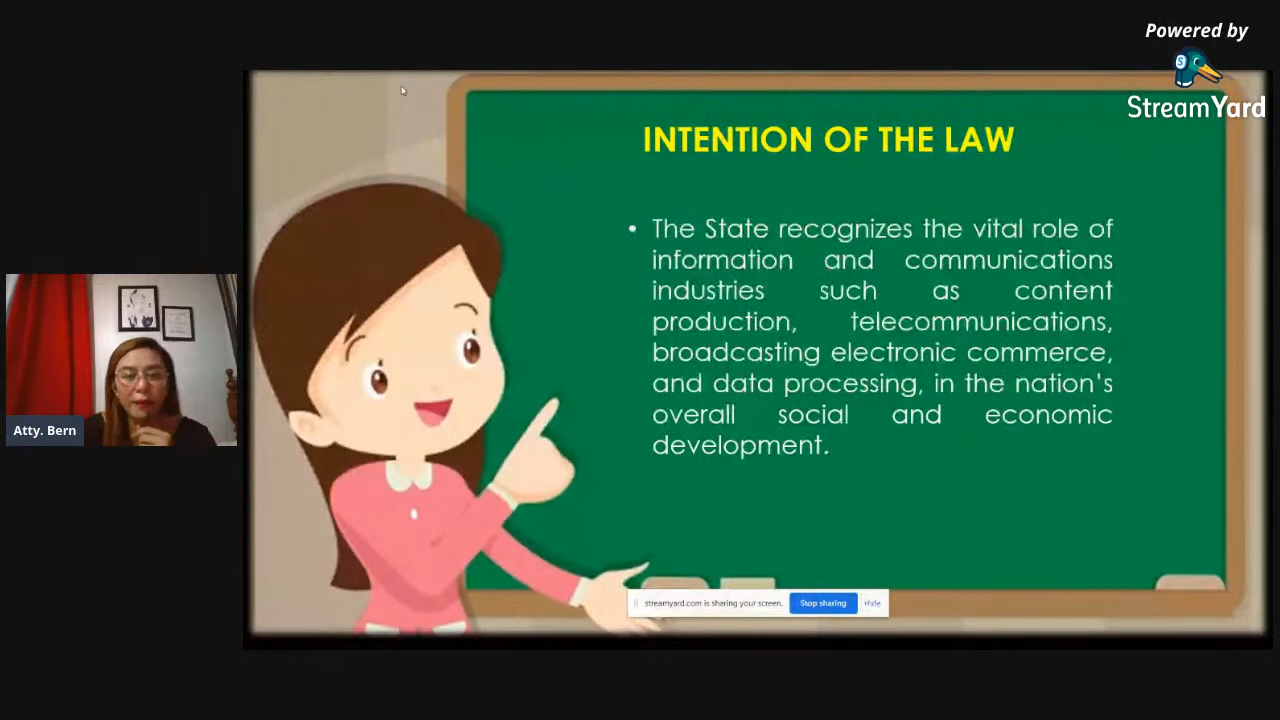 Powered by
StreamYard
INTENTION OF THE LAW
• The State recognizes the vital role of
information and communications
industries such as content
production, telecommunications,
broadcasting electronic commerce,
and data processing, in the nation's
overall social and economic
development.
Atty. Bern
streamyard.com is sharing your screen. Stop sharing Hide